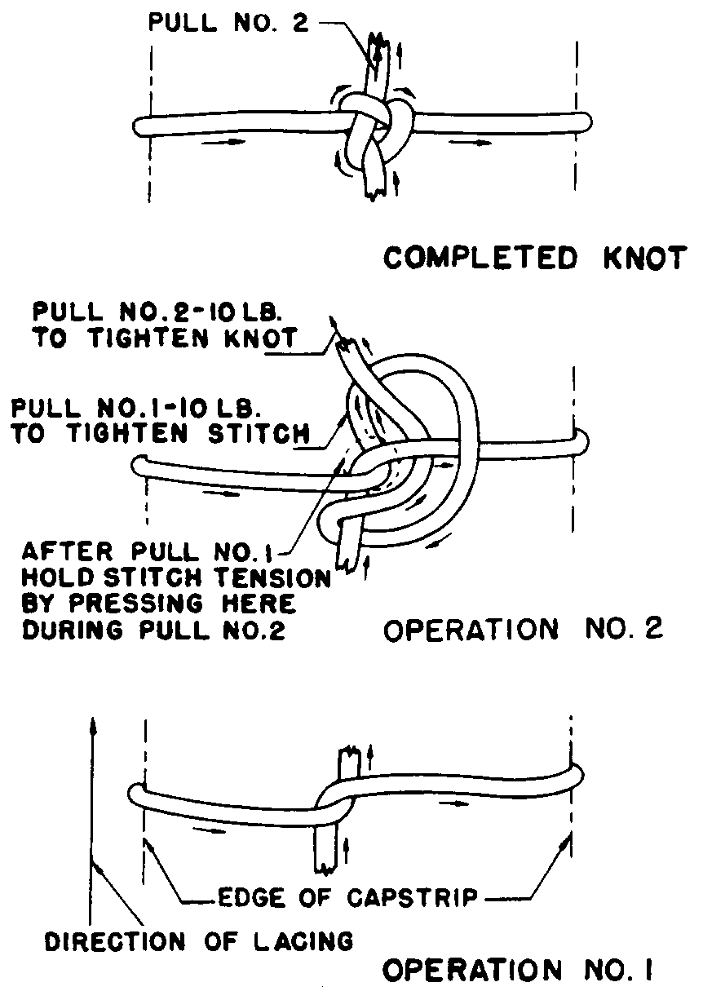 PULL NO. 2
COMPLETED KNOT
PULL NO. 2-10 LB.
TO TIGHTEN KNOT
PULL NO. 1-10 LB.
TO TIGHTEN STITCH
AFTER PULL NO. 1
HOLD STITCH TENSION
BY PRESSING HERE
DURING PULL NO. 2
OPERATION NO. 2
EDGE OF CAPSTRIP
DIRECTION OF LACING
OPERATION NO. 1